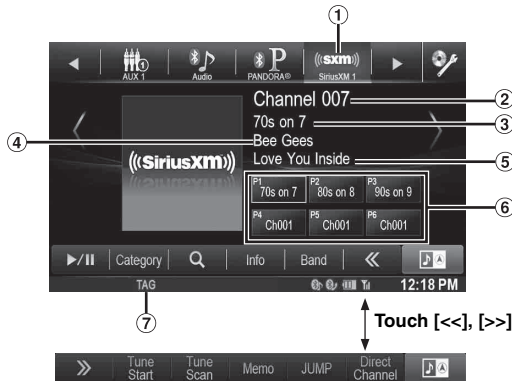 1
AUX 1
Audio
PANDORA®
((sxm))
SiriusXM 1
Channel 007
2
70s on 7
3
4
Bee Gees
Love You Inside
5
((SiriusXM))
P1 70s on 7
P2 80s on 8
P3 90s on 9
6
P4 Ch001
P5 Ch001
P6 Ch001
Category
Info
Band
TAG
12:18 PM
7
Touch [<<], [>>]
Tune Start
Tune Scan
Memo
JUMP
Direct Channel